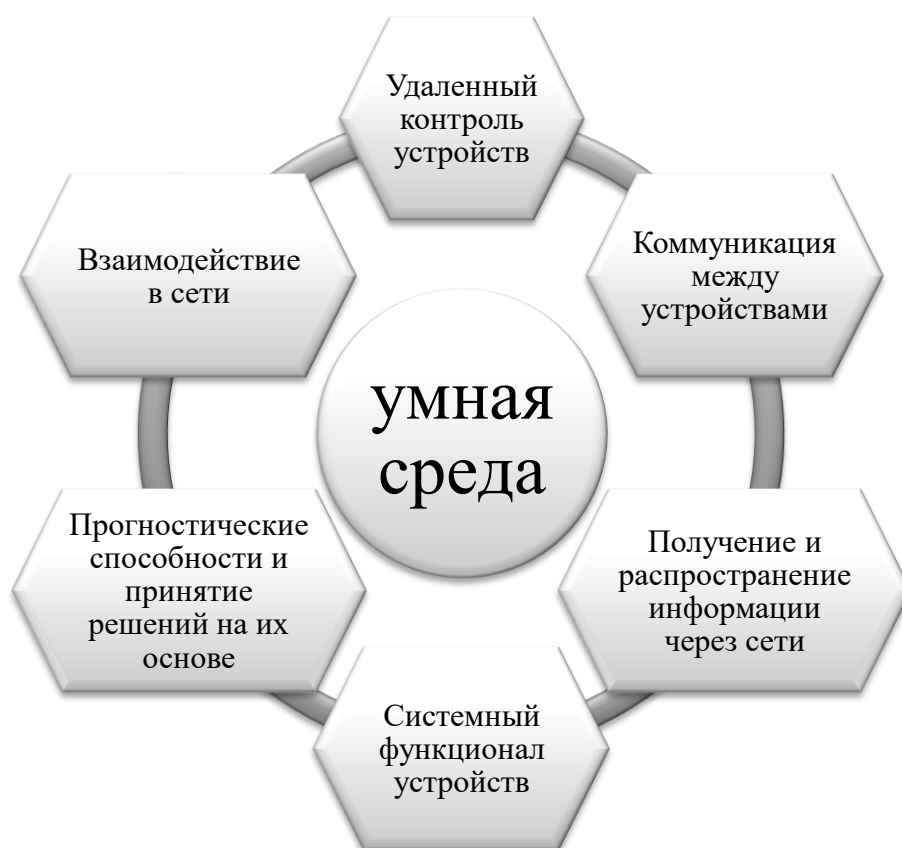 Удаленный
контроль
устройств
Коммуникация
между
устройствами
Получение и
распространение
информации
через сети
Системный
функционал
устройств
Прогностические
способности и
принятие
решений на их
основе
Взаимодействие
в сети
умная
среда